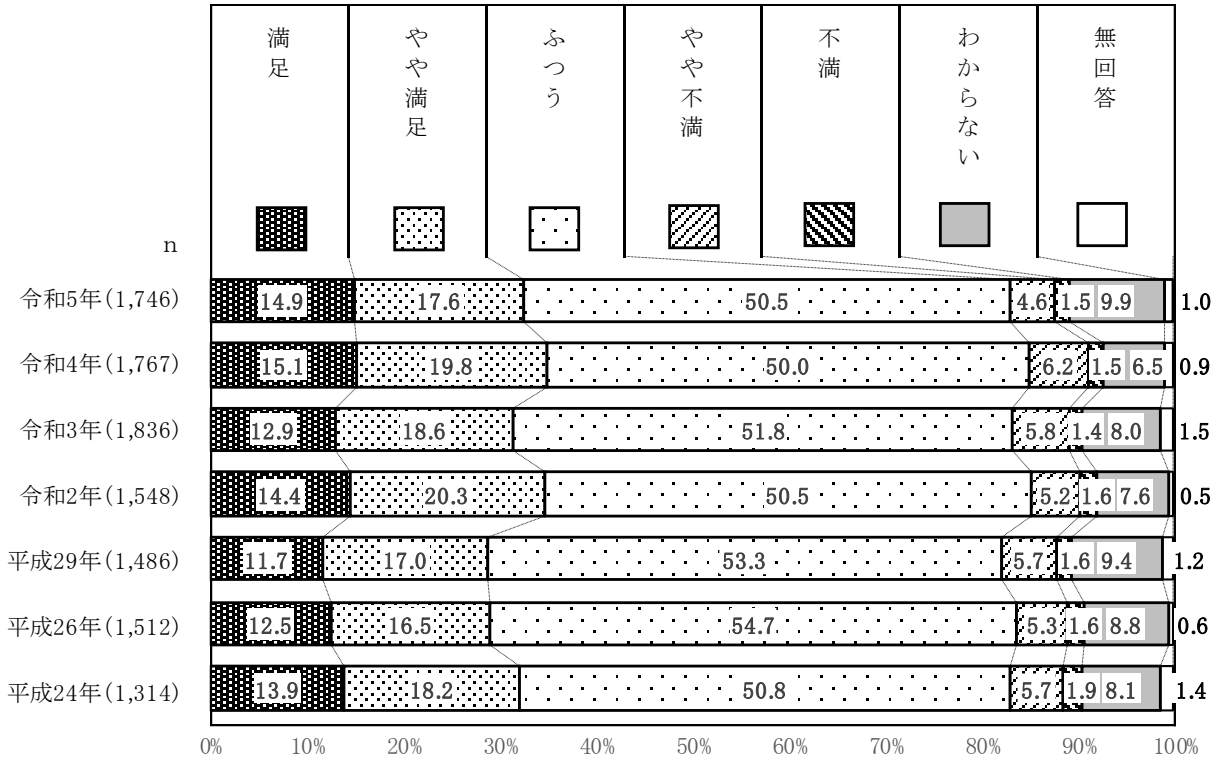 満足
やや満足
ふつう
やや不満
不満
わからない
無回答
n
令和5年(1,746) 14.9 17.6 50.5 4.6 1.5 9.9 1.0
令和4年(1,767) 15.1 19.8 50.0 6.2 1.5 6.5 0.9
令和3年(1,836) 12.9 18.6 51.8 5.8 1.4 8.0 1.5
令和2年(1,548) 14.4 20.3 50.5 5.2 1.6 7.6 0.5
平成29年(1,486) 11.7 17.0 53.3 5.7 1.6 9.4 1.2
平成26年(1,512) 12.5 16.5 54.7 5.3 1.6 8.8 0.6
平成24年(1,314) 13.9 18.2 50.8 5.7 1.9 8.1 1.4
0% 10% 20% 30% 40% 50% 60% 70% 80% 90% 100%